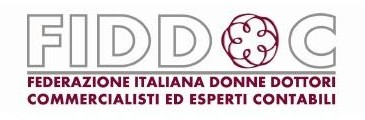 FIDDOC
FEDERAZIONE ITALIANA DONNE DOTTORI
COMMERCIALISTI ED ESPERTI CONTABILI